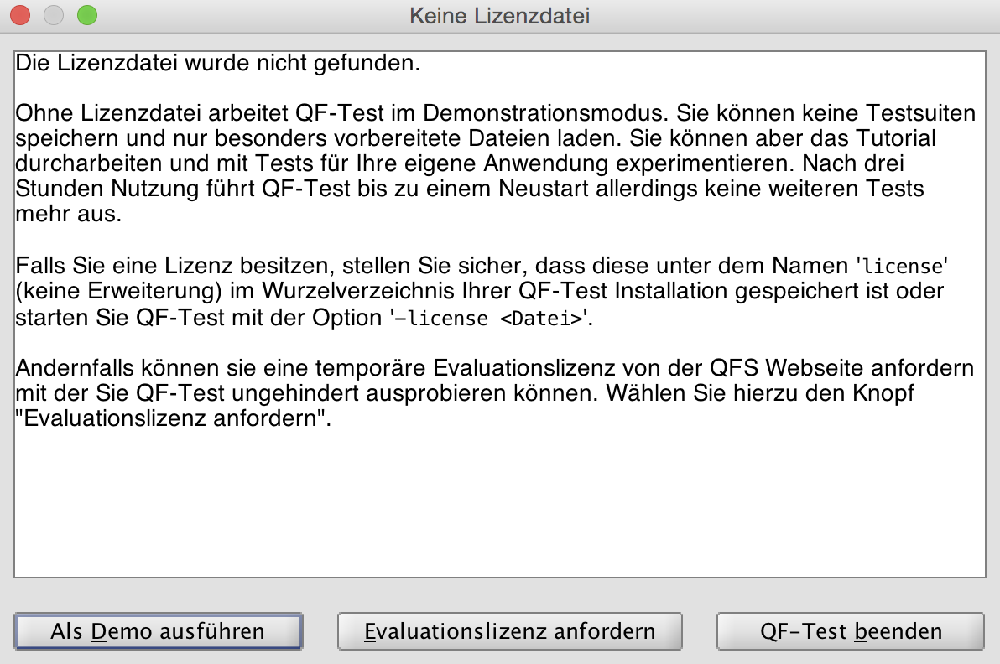 Keine Lizenzdatei
Die Lizenzdatei wurde nicht gefunden.
Ohne Lizenzdatei arbeitet QF-Test im Demonstrationsmodus. Sie können keine Testsuiten
speichern und nur besonders vorbereitete Dateien laden. Sie können aber das Tutorial
durcharbeiten und mit Tests für Ihre eigene Anwendung experimentieren. Nach drei
Stunden Nutzung führt QF-Test bis zu einem Neustart allerdings keine weiteren Tests
mehr aus.
Falls Sie eine Lizenz besitzen, stellen Sie sicher, dass diese unter dem Namen 'license'
(keine Erweiterung) im Wurzelverzeichnis Ihrer QF-Test Installation gespeichert ist oder
starten Sie QF-Test mit der Option '-license <Datei>'.
Andernfalls können sie eine temporäre Evaluationslizenz von der QFS Webseite anfordern
mit der Sie QF-Test ungehindert ausprobieren können. Wählen Sie hierzu den Knopf
"Evaluationslizenz anfordern".
Als Demo ausführen
Evaluationslizenz anfordern
QF-Test beenden